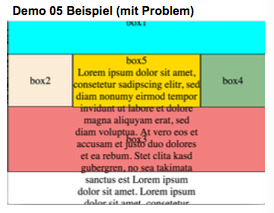 Demo 05 Beispiel (mit Problem)
box1
box5
box2
box4
Lorem ipsum dolor sit amet,
consetetur sadipscing elitr, sed
diam nonumy eirmod tempor
invidunt ut labore et dolore
magna aliquyam erat, sed
diam voluptua. At vero eos et
box3
accusam et justo duo dolores
et ea rebum. Stet clita kasd
gubergren, no sea takimata
sanctus est Lorem ipsum
dolor sit amet. Lorem ipsum
dolor sit amet, consetetur